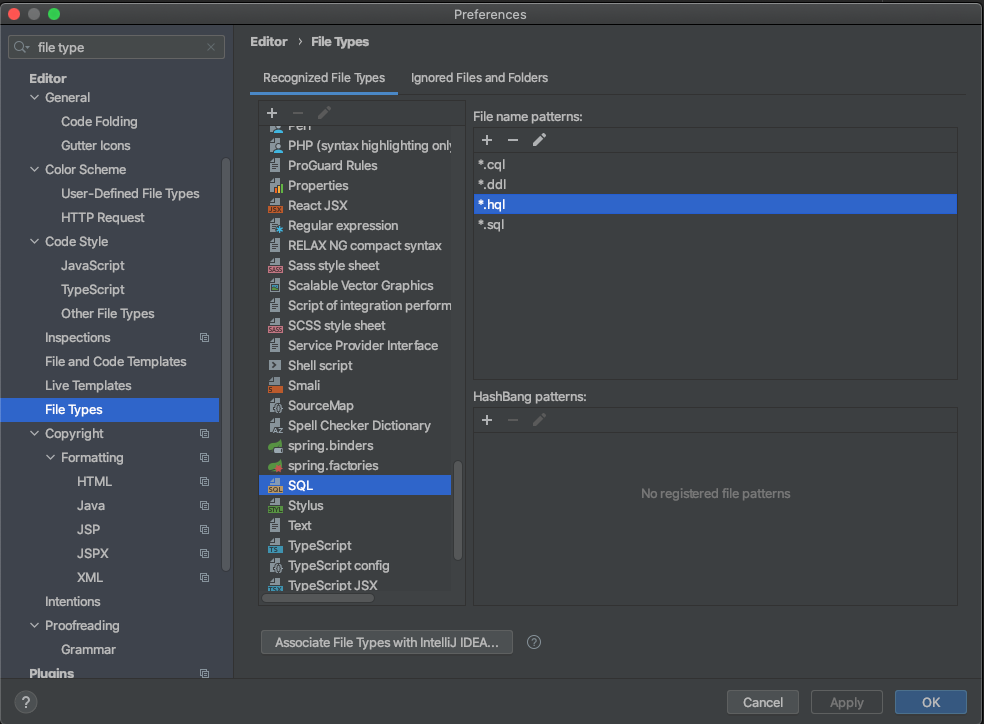 Preferences
file type
Editor
General
Code Folding
Gutter Icons
Color Scheme
User-Defined File Types
HTTP Request
Code Style
JavaScript
TypeScript
Other File Types
Inspections
File and Code Templates
Live Templates
File Types
Copyright
Formatting
HTML
Java
JSP
JSPX
XML
Intentions
Proofreading
Grammar
Plugins
Editor › File Types
Recognized File Types Ignored Files and Folders
Perl
PHP (syntax highlighting only
ProGuard Rules
Properties
React JSX
Regular expression
RELAX NG compact syntax
Sass style sheet
Scalable Vector Graphics
Script of integration perform
SCSS style sheet
Service Provider Interface
Shell script
Smali
SourceMap
Spell Checker Dictionary
spring.binders
spring.factories
SQL
Stylus
Text
TypeScript
TypeScript config
TypeScript JSX
File name patterns:
*.cql
*.ddl
*.hql
*.sql
HashBang patterns:
No registered file patterns
Associate File Types with IntelliJ IDEA... ?
? Cancel Apply OK